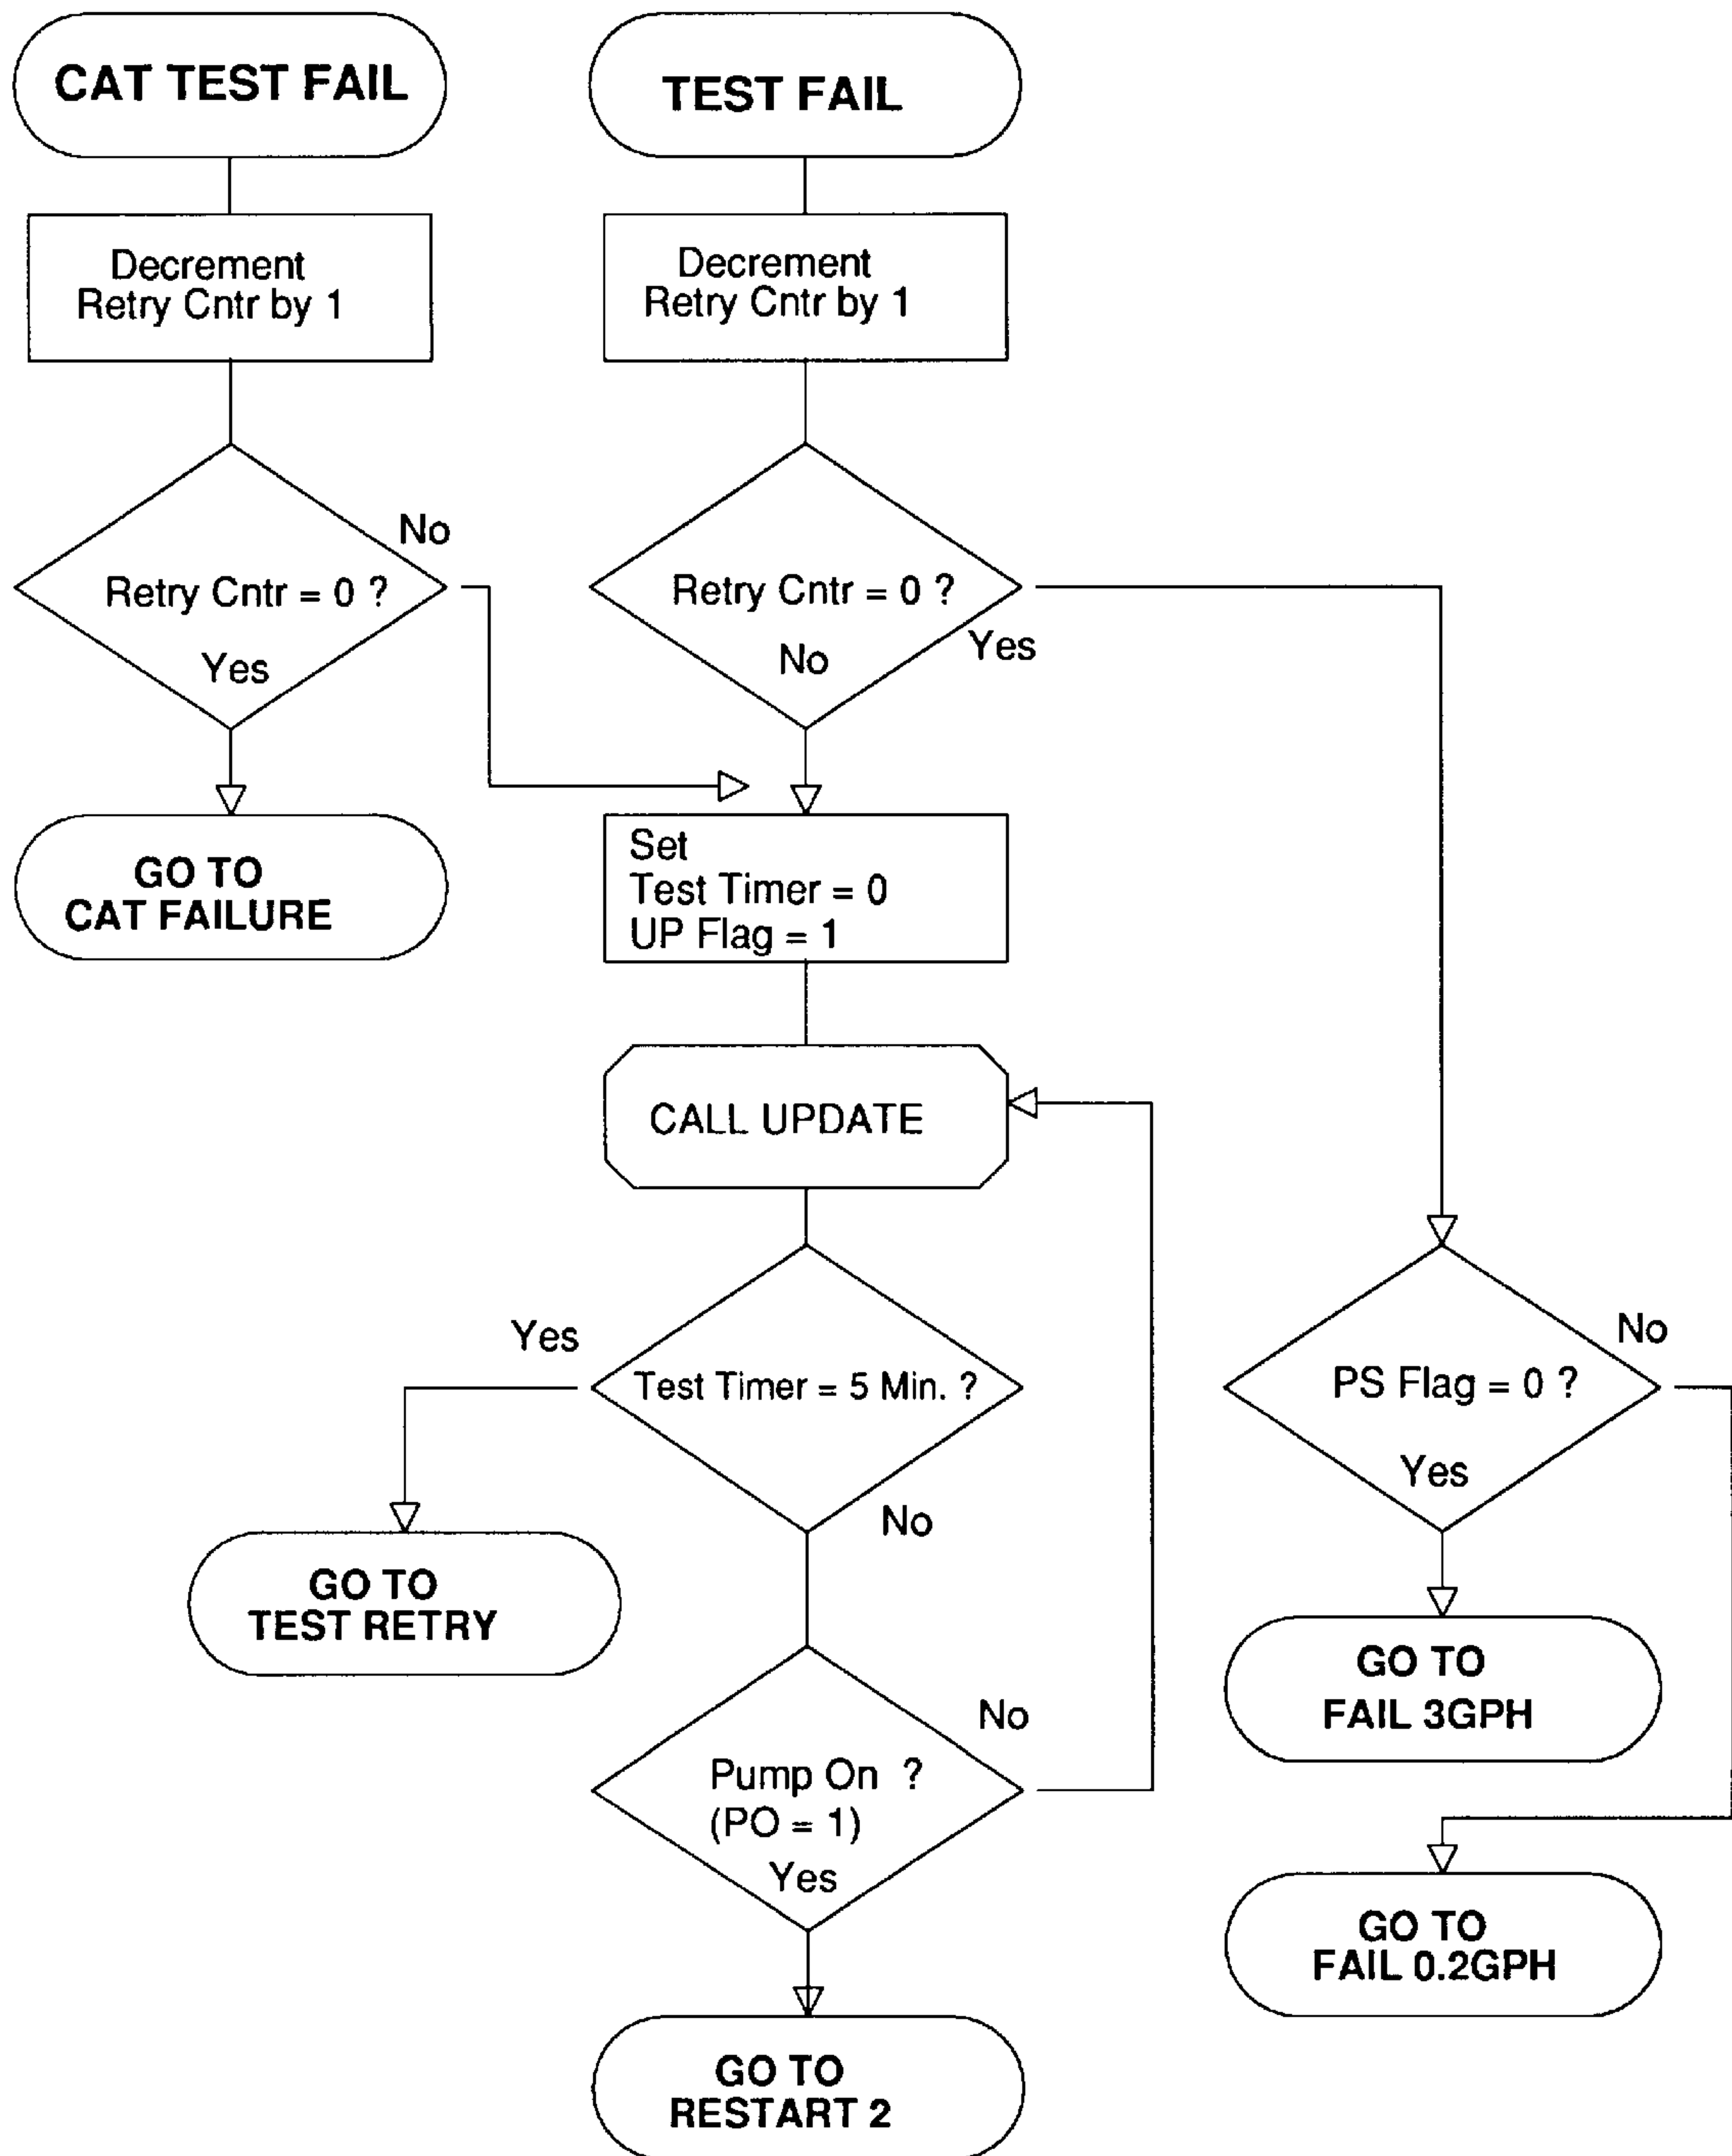 CAT TEST FAIL
Decrement
Retry Cntr by 1
Retry Cntr = 0 ?
No
Yes
GO TO
CAT FAILURE
TEST FAIL
Decrement
Retry Cntr by 1
Retry Cntr = 0 ?
No
Yes
Set
Test Timer = 0
UP Flag = 1
CALL UPDATE
Test Timer = 5 Min. ?
Yes
No
GO TO
TEST RETRY
Pump On ?
(PO = 1)
No
Yes
GO TO
RESTART 2
PS Flag = 0 ?
No
Yes
GO TO
FAIL 3GPH
GO TO
FAIL 0.2GPH